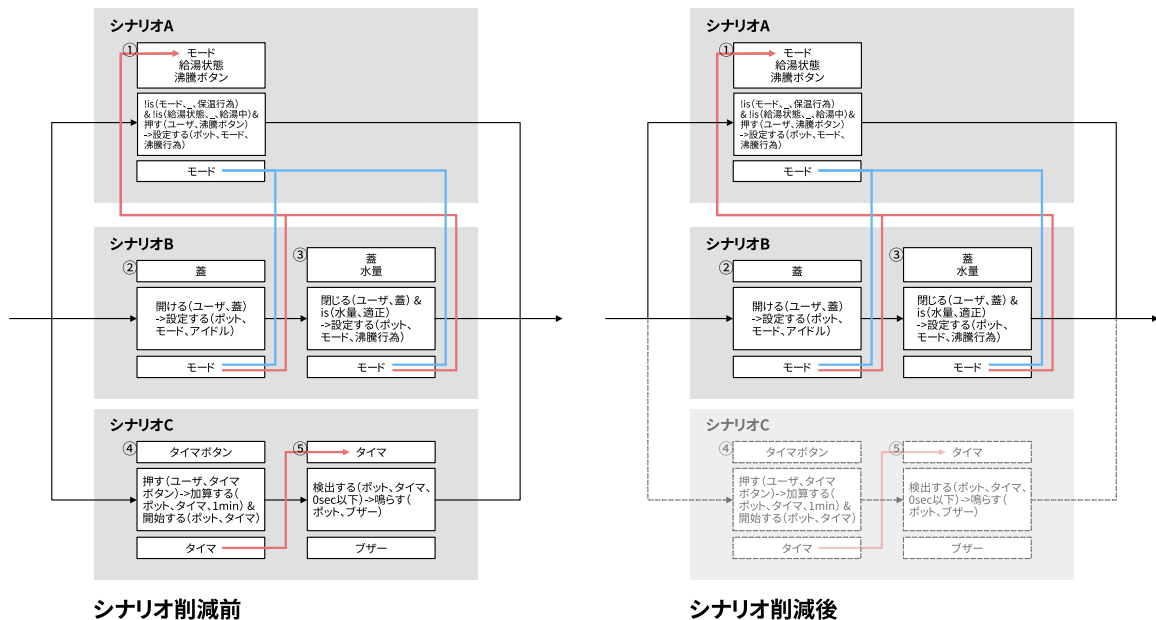 シナリオA
①
モード
給湯状態
沸騰ボタン
!is(モード、_、保温行為)
& !is(給湯状態、_、給湯中)&
押す(ユーザ、沸騰ボタン)
->設定する(ポット、モード、
沸騰行為)
モード
シナリオB
②
蓋
開ける(ユーザ、蓋)
->設定する(ポット、
モード、アイドル)
モード
③
蓋
水量
閉じる(ユーザ、蓋) &
is(水量、適正)
->設定する(ポット、
モード、沸騰行為)
モード
シナリオC
④
タイマボタン
押す(ユーザ、タイマ
ボタン)->加算する(
ポット、タイマ、1min) &
開始する(ポット、タイマ)
タイマ
⑤
タイマ
検出する(ポット、タイマ、
0sec以下)->鳴らす(
ポット、ブザー)
ブザー
シナリオ削減前
シナリオA
①
モード
給湯状態
沸騰ボタン
!is(モード、_、保温行為)
& !is(給湯状態、_、給湯中)&
押す(ユーザ、沸騰ボタン)
->設定する(ポット、モード、
沸騰行為)
モード
シナリオB
②
蓋
開ける(ユーザ、蓋)
->設定する(ポット、
モード、アイドル)
モード
③
蓋
水量
閉じる(ユーザ、蓋) &
is(水量、適正)
->設定する(ポット、
モード、沸騰行為)
モード
シナリオC
④
タイマボタン
押す(ユーザ、タイマ
ボタン)->加算する(
ポット、タイマ、1min) &
開始する(ポット、タイマ)
タイマ
⑤
タイマ
検出する(ポット、タイマ、
0sec以下)->鳴らす(
ポット、ブザー)
ブザー
シナリオ削減後